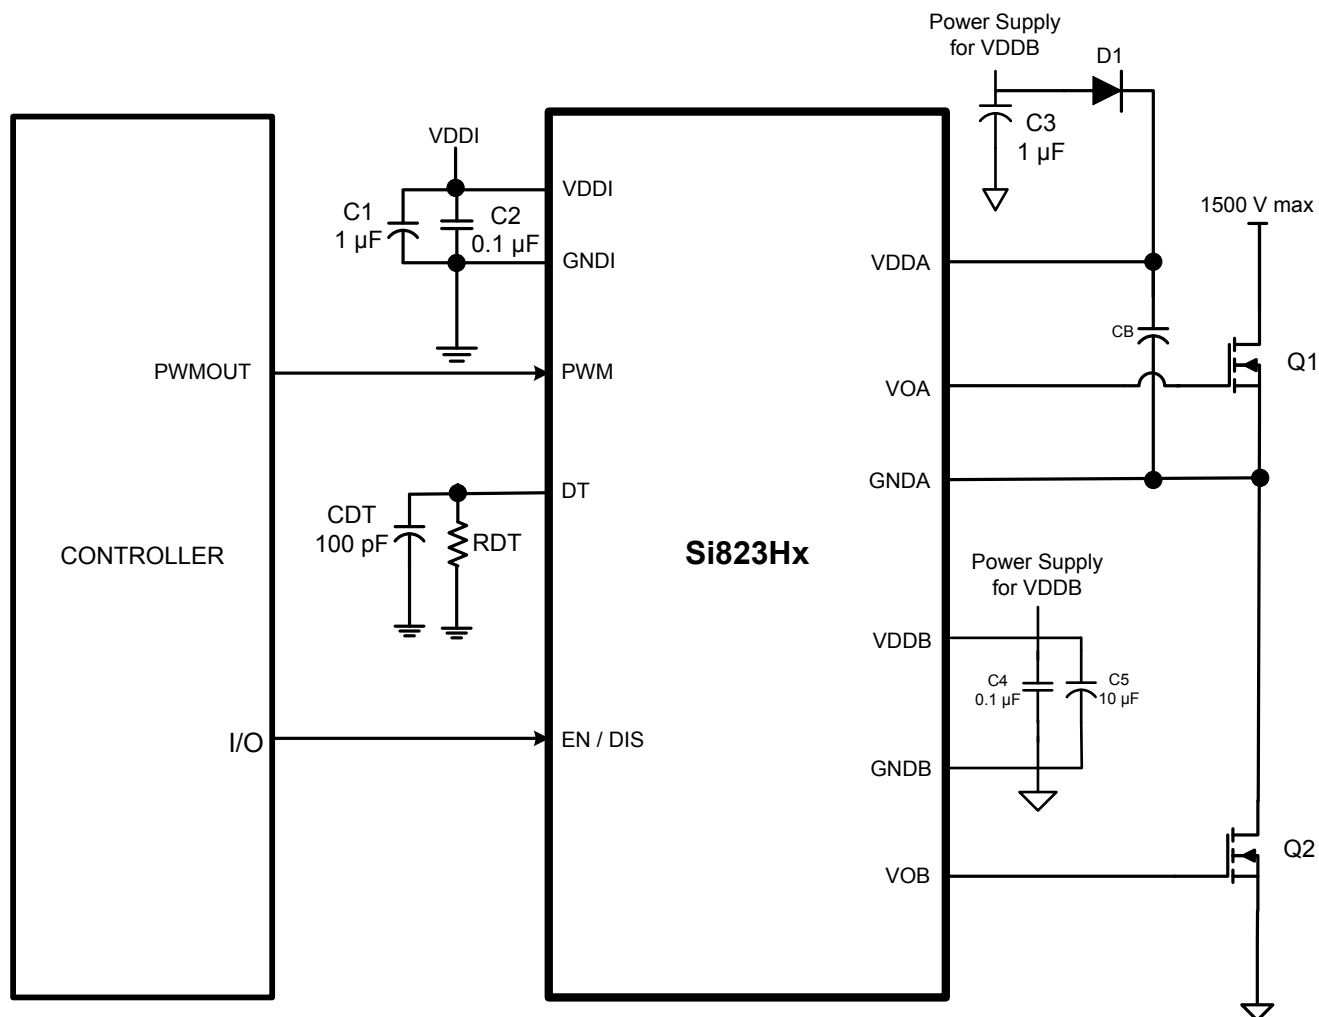 Power Supply
for VDDB
D1
C3
1 µF
VDDI
VDDI
C1
1 µF
C2
0.1 µF
GNDI
1500 V max
VDDA
CB
PWMOUT
PWM
VOA
Q1
GNDA
DT
CDT
100 pF
RDT
CONTROLLER
Si823Hx
Power Supply
for VDDB
VDDB
C4
0.1 µF
C5
10 µF
I/O
EN / DIS
GNDB
VOB
Q2